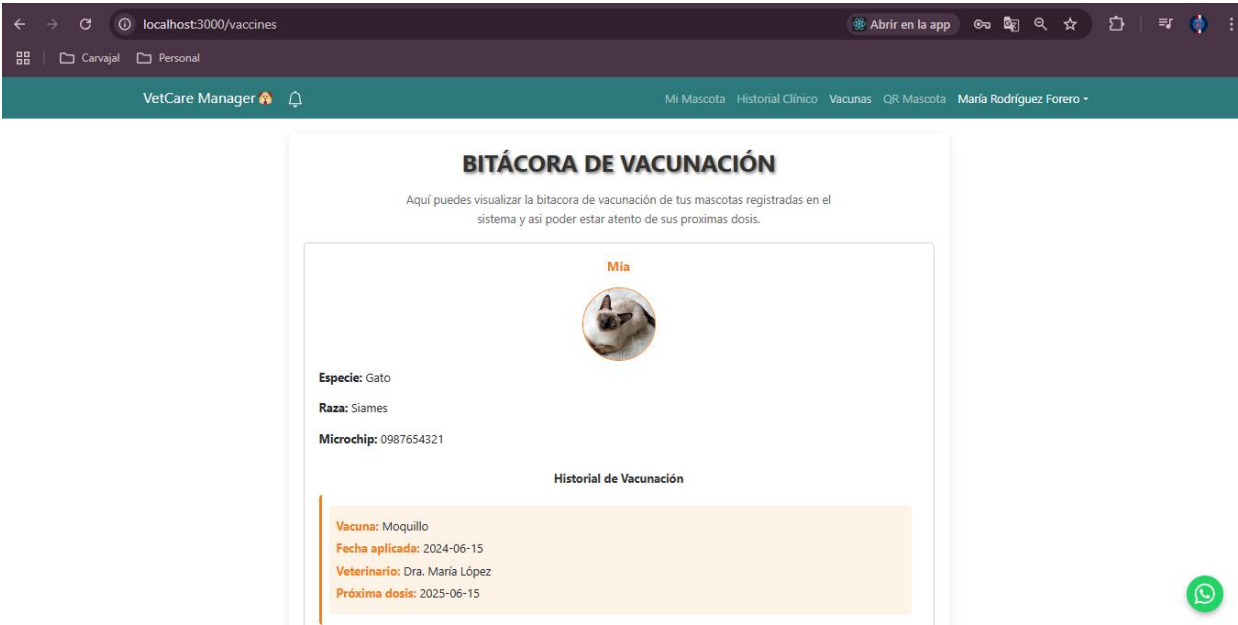 localhost:3000/vaccines
Abrir en la app
Carvajal Personal
VetCare Manager
Mi Mascota Historial Clínico Vacunas QR Mascota María Rodríguez Forero
BITÁCORA DE VACUNACIÓN
Aquí puedes visualizar la bitacora de vacunación de tus mascotas registradas en el
sistema y asi poder estar atento de sus proximas dosis.
Mia
Especie: Gato
Raza: Siames
Microchip: 0987654321
Historial de Vacunación
Vacuna: Moquillo
Fecha aplicada: 2024-06-15
Veterinario: Dra. María López
Próxima dosis: 2025-06-15